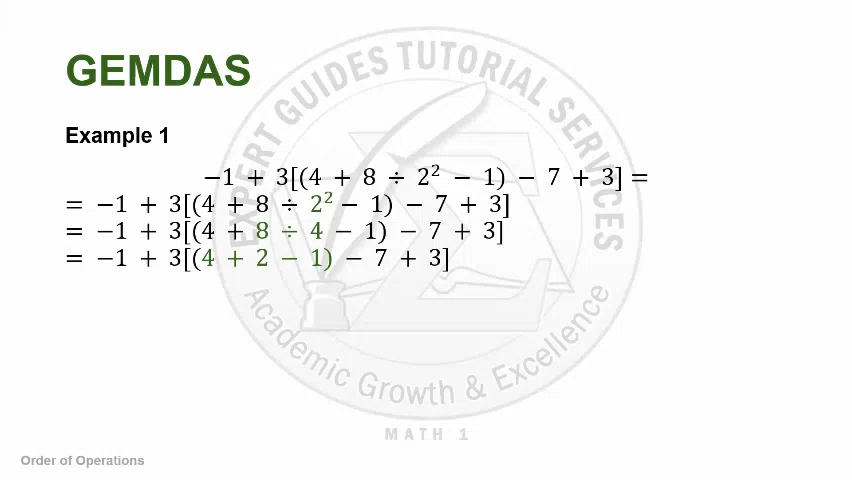 GEMDAS
Example 1
−1 + 3[(4 + 8 ÷ 2² − 1) − 7 + 3] =
= −1 + 3[(4 + 8 ÷ 2² − 1) − 7 + 3]
= −1 + 3[(4 + 8 ÷ 4 − 1) − 7 + 3]
= −1 + 3[(4 + 2 − 1) − 7 + 3]
EXPERT GUIDES TUTORIAL SERVICES
Academic Growth & Excellence
MATH 1
Order of Operations